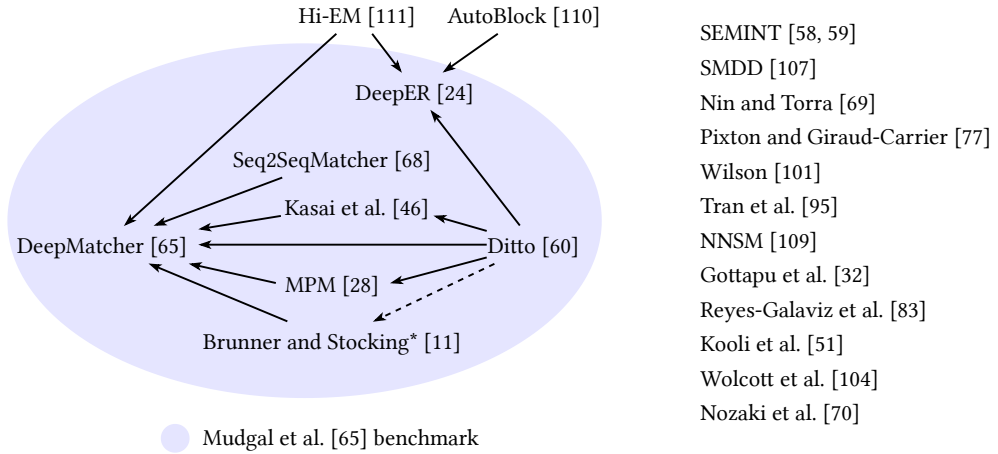 Hi-EM [111] AutoBlock [110]
DeepER [24]
Seq2SeqMatcher [68]
Kasai et al. [46]
DeepMatcher [65] Ditto [60]
MPM [28]
Brunner and Stocking* [11]
Mudgal et al. [65] benchmark
SEMINT [58, 59]
SMDD [107]
Nin and Torra [69]
Pixton and Giraud-Carrier [77]
Wilson [101]
Tran et al. [95]
NNSM [109]
Gottapu et al. [32]
Reyes-Galaviz et al. [83]
Kooli et al. [51]
Wolcott et al. [104]
Nozaki et al. [70]